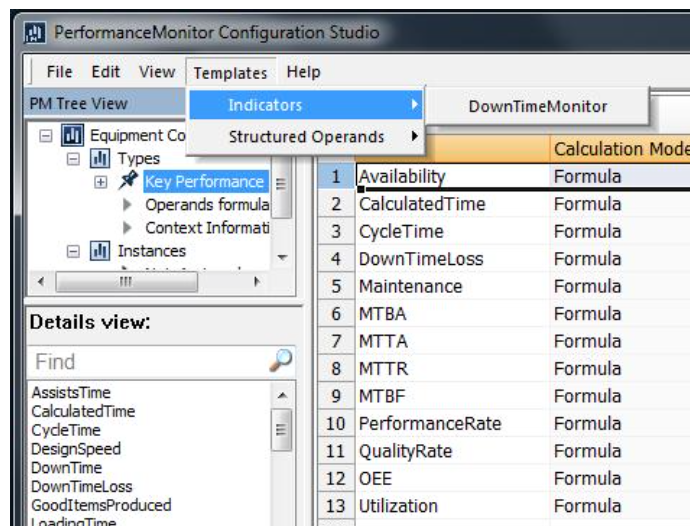 PerformanceMonitor Configuration Studio
File Edit View Templates Help
PM Tree View
Indicators
DownTimeMonitor
Structured Operands
Equipment Co
Types
Key Performance
Operands formula
Context Informati
Instances
Calculation Mode
1 Availability Formula
2 CalculatedTime Formula
3 CycleTime Formula
4 DownTimeLoss Formula
5 Maintenance Formula
6 MTBA Formula
7 MTTA Formula
8 MTTR Formula
9 MTBF Formula
10 PerformanceRate Formula
11 QualityRate Formula
12 OEE Formula
13 Utilization Formula
Details view:
Find
AssistsTime
CalculatedTime
CycleTime
DesignSpeed
DownTime
DownTimeLoss
GoodItemsProduced
LoadingTime